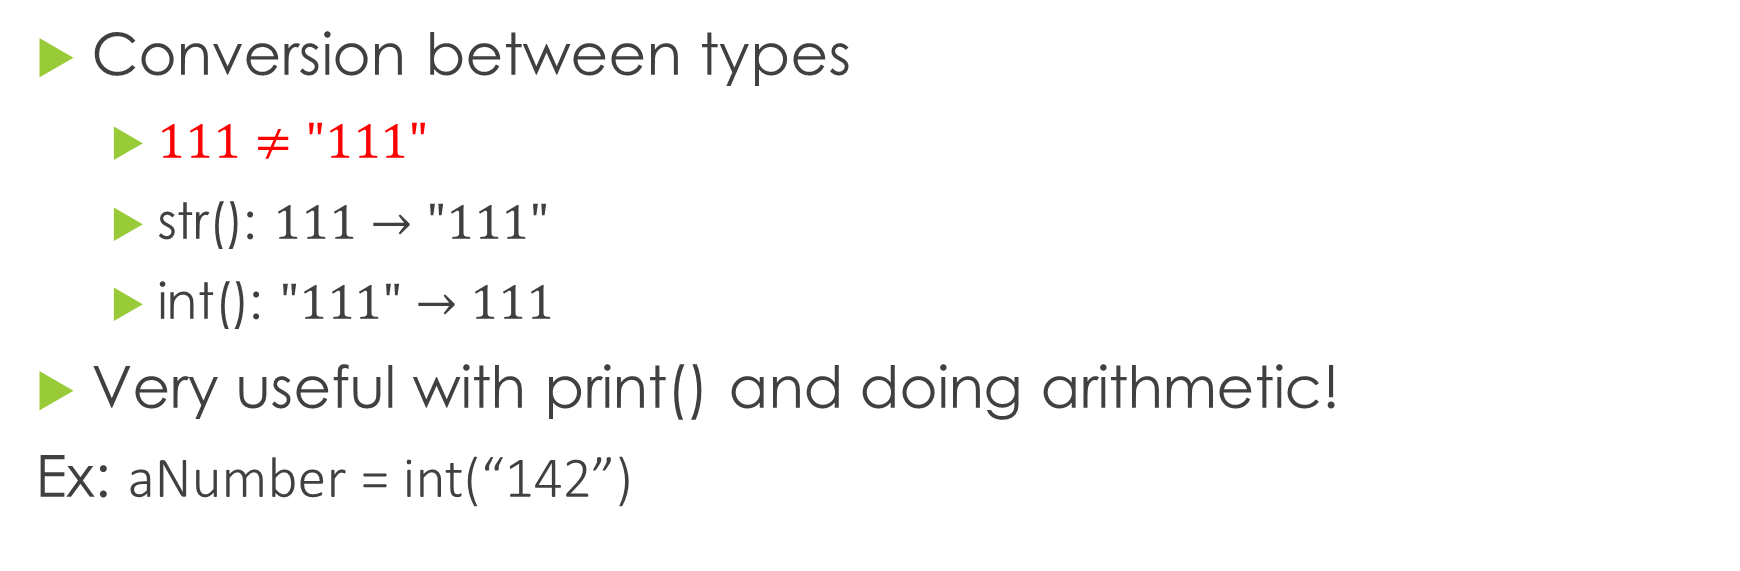 Conversion between types
111 ≠ "111"
str(): 111 → "111"
int(): "111" → 111
Very useful with print() and doing arithmetic!
Ex: aNumber = int(“142”)